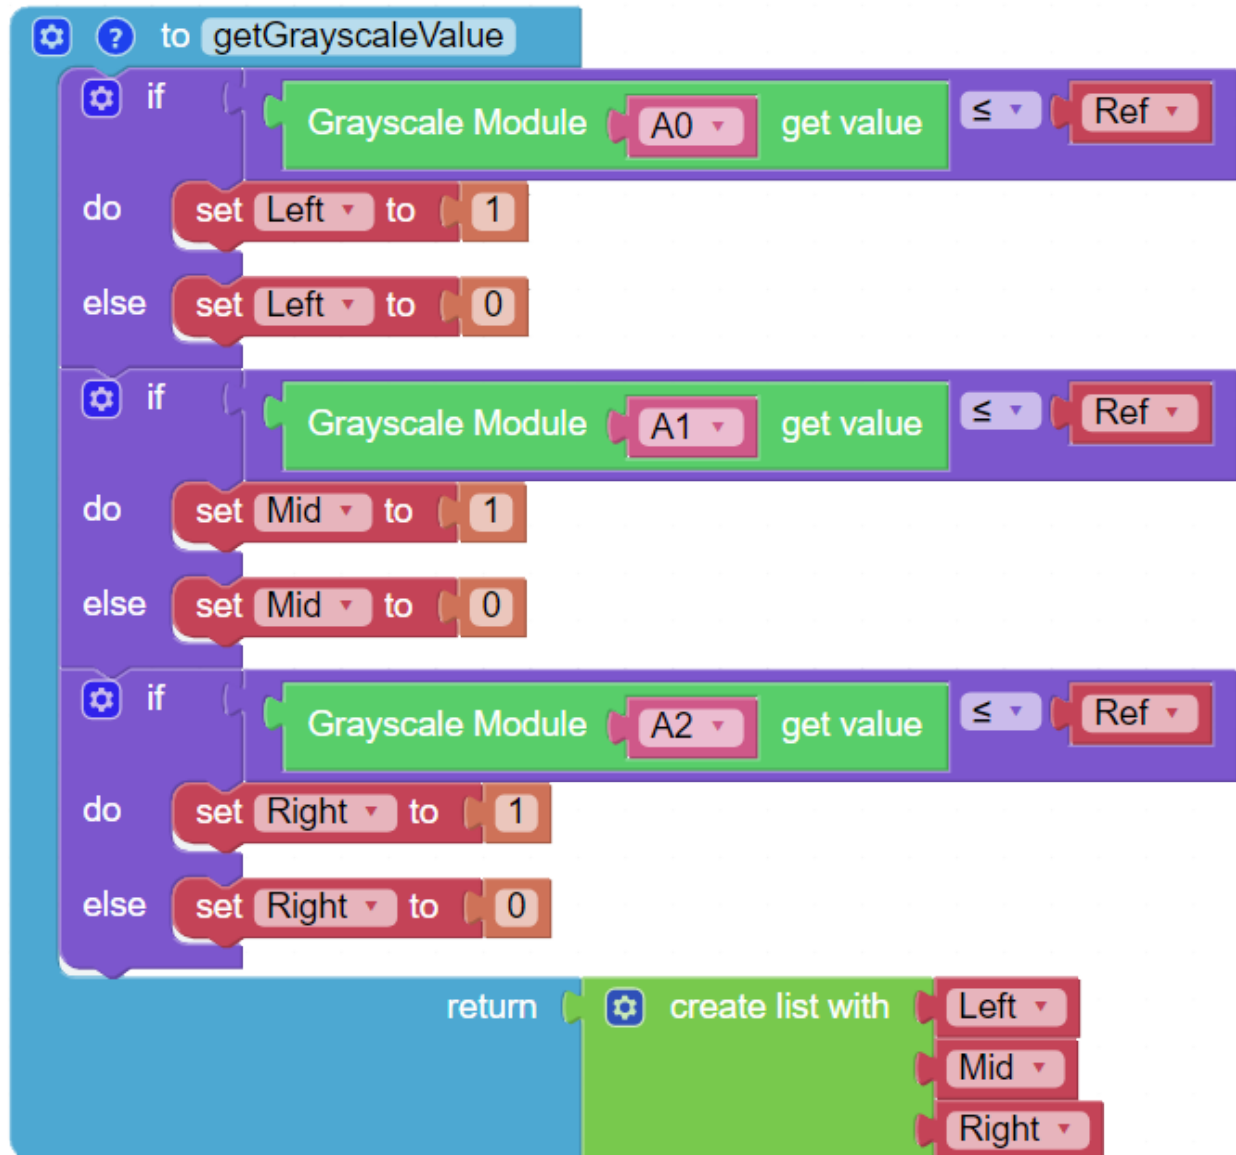 ? to getGrayscaleValue
if Grayscale Module A0 get value ≤ Ref
do set Left to 1
else set Left to 0
if Grayscale Module A1 get value ≤ Ref
do set Mid to 1
else set Mid to 0
if Grayscale Module A2 get value ≤ Ref
do set Right to 1
else set Right to 0
return create list with Left
Mid
Right